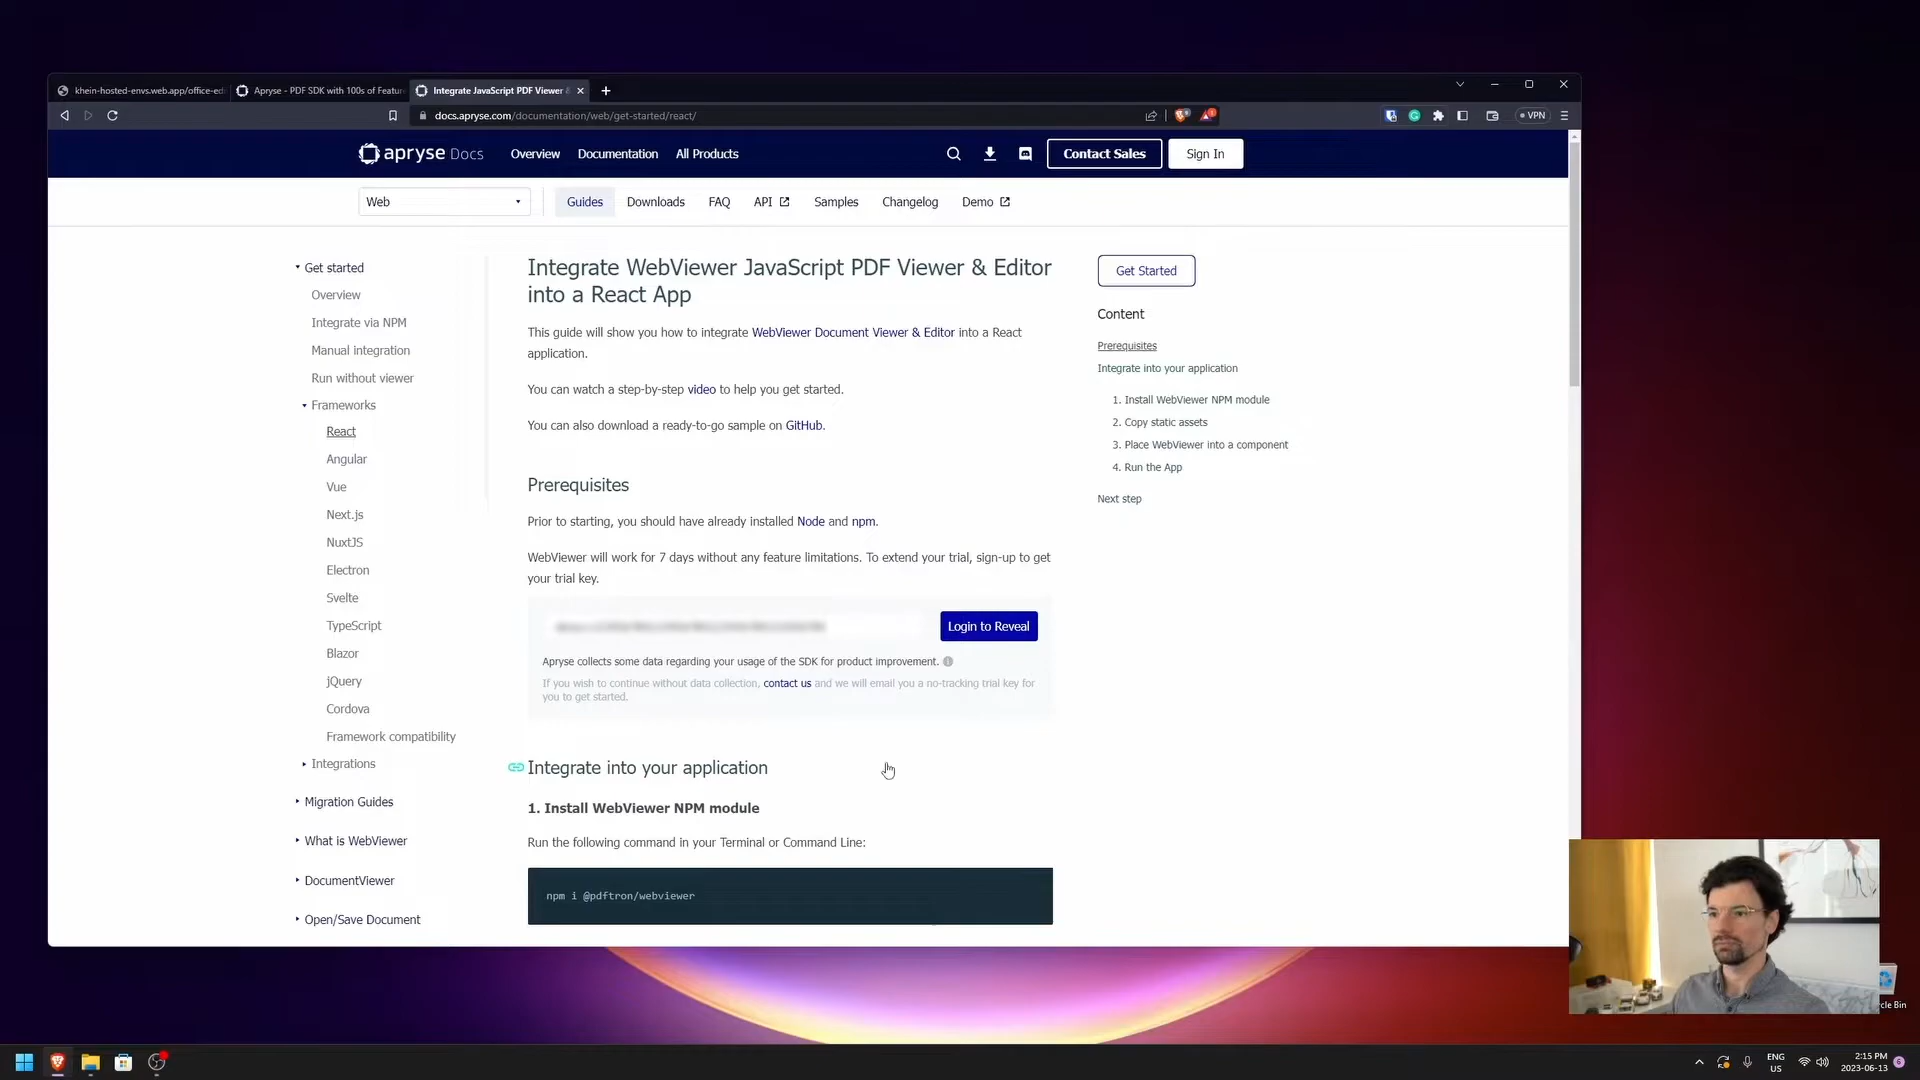 khein-hosted-envs.web.app/office-edi
Apryse - PDF SDK with 100s of Featur
Integrate JavaScript PDF Viewer &
docs.apryse.com/documentation/web/get-started/react/
VPN
apryse Docs
Overview
Documentation
All Products
Contact Sales
Sign In
Web
Guides
Downloads
FAQ
API
Samples
Changelog
Demo
Get started
Overview
Integrate via NPM
Manual integration
Run without viewer
Frameworks
React
Angular
Vue
Next.js
NuxtJS
Electron
Svelte
TypeScript
Blazor
jQuery
Cordova
Framework compatibility
Integrations
Migration Guides
What is WebViewer
DocumentViewer
Open/Save Document
Integrate WebViewer JavaScript PDF Viewer & Editor
into a React App
This guide will show you how to integrate WebViewer Document Viewer & Editor into a React
application.
You can watch a step-by-step video to help you get started.
You can also download a ready-to-go sample on GitHub.
Prerequisites
Prior to starting, you should have already installed Node and npm.
WebViewer will work for 7 days without any feature limitations. To extend your trial, sign-up to get
your trial key.
Login to Reveal
Apryse collects some data regarding your usage of the SDK for product improvement.
If you wish to continue without data collection, contact us and we will email you a no-tracking trial key for
you to get started.
Integrate into your application
1. Install WebViewer NPM module
Run the following command in your Terminal or Command Line:
npm i @pdftron/webviewer
Get Started
Content
Prerequisites
Integrate into your application
1. Install WebViewer NPM module
2. Copy static assets
3. Place WebViewer into a component
4. Run the App
Next step
cle Bin
ENG
US
2:15 PM
2023-06-13
6